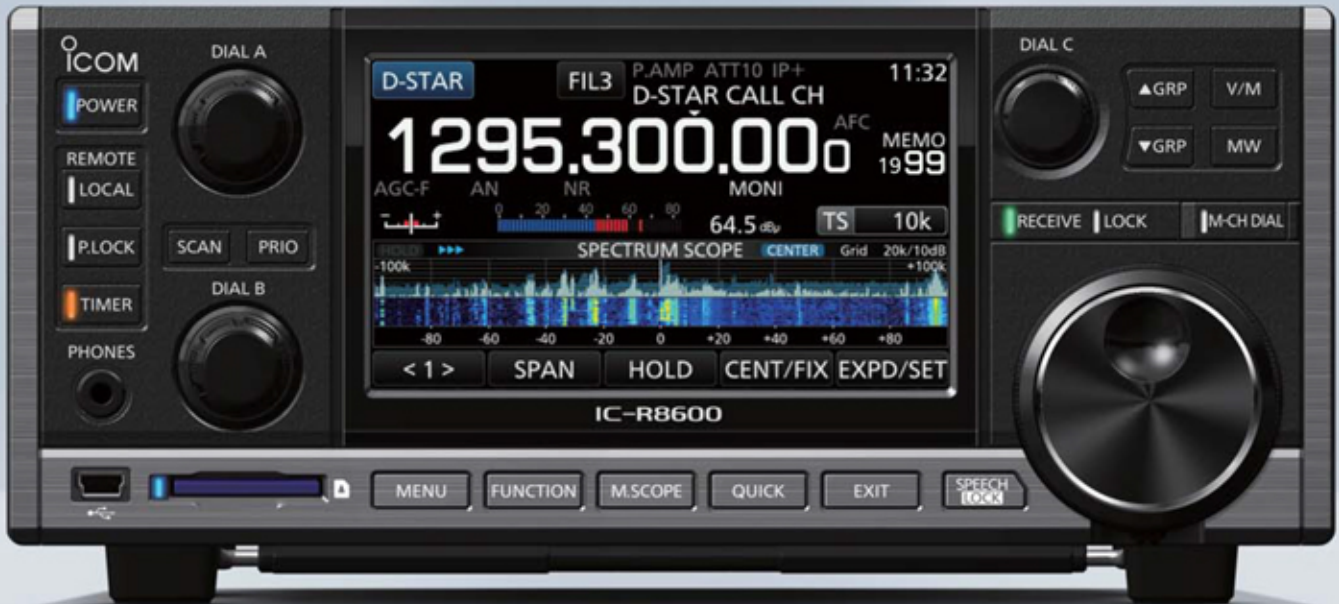 ICOM
DIAL A
POWER
REMOTE
LOCAL
P.LOCK
SCAN
PRIO
TIMER
DIAL B
PHONES
D-STAR
FIL3
P.AMP ATT10 IP+
11:32
D-STAR CALL CH
1295.300.000
AFC
MEMO
1999
AGC-F
AN
NR
MONI
- +
0 . 20 . 40 . 60 . 80
64.5 dBμ
TS
10k
HOLD
SPECTRUM SCOPE
CENTER
Grid
20k/10dB
-100k
+100k
-80 -60 -40 -20 0 +20 +40 +60 +80
< 1 >
SPAN
HOLD
CENT/FIX
EXPD/SET
IC-R8600
DIAL C
▲GRP
V/M
▼GRP
MW
RECEIVE
LOCK
M-CH DIAL
MENU
FUNCTION
M.SCOPE
QUICK
EXIT
SPEECH
LOCK